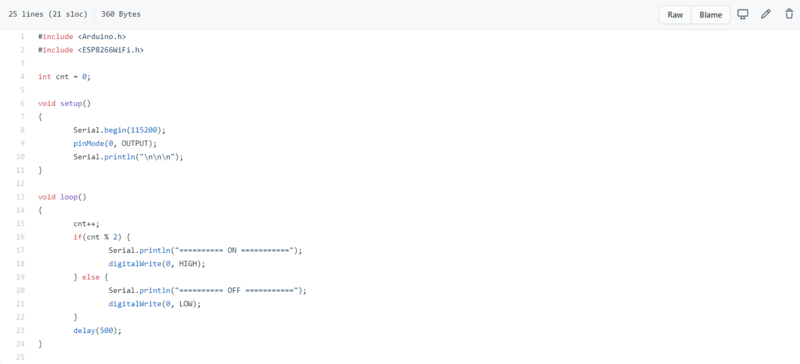 25 lines (21 sloc) 360 Bytes Raw Blame
1 #include <Arduino.h>
2 #include <ESP8266WiFi.h>
3
4 int cnt = 0;
5
6 void setup()
7 {
8 Serial.begin(115200);
9 pinMode(0, OUTPUT);
10 Serial.println("\n\n\n");
11 }
12
13 void loop()
14 {
15 cnt++;
16 if(cnt % 2) {
17 Serial.println("========== ON ===========");
18 digitalWrite(0, HIGH);
19 } else {
20 Serial.println("========== OFF ===========");
21 digitalWrite(0, LOW);
22 }
23 delay(500);
24 }
25